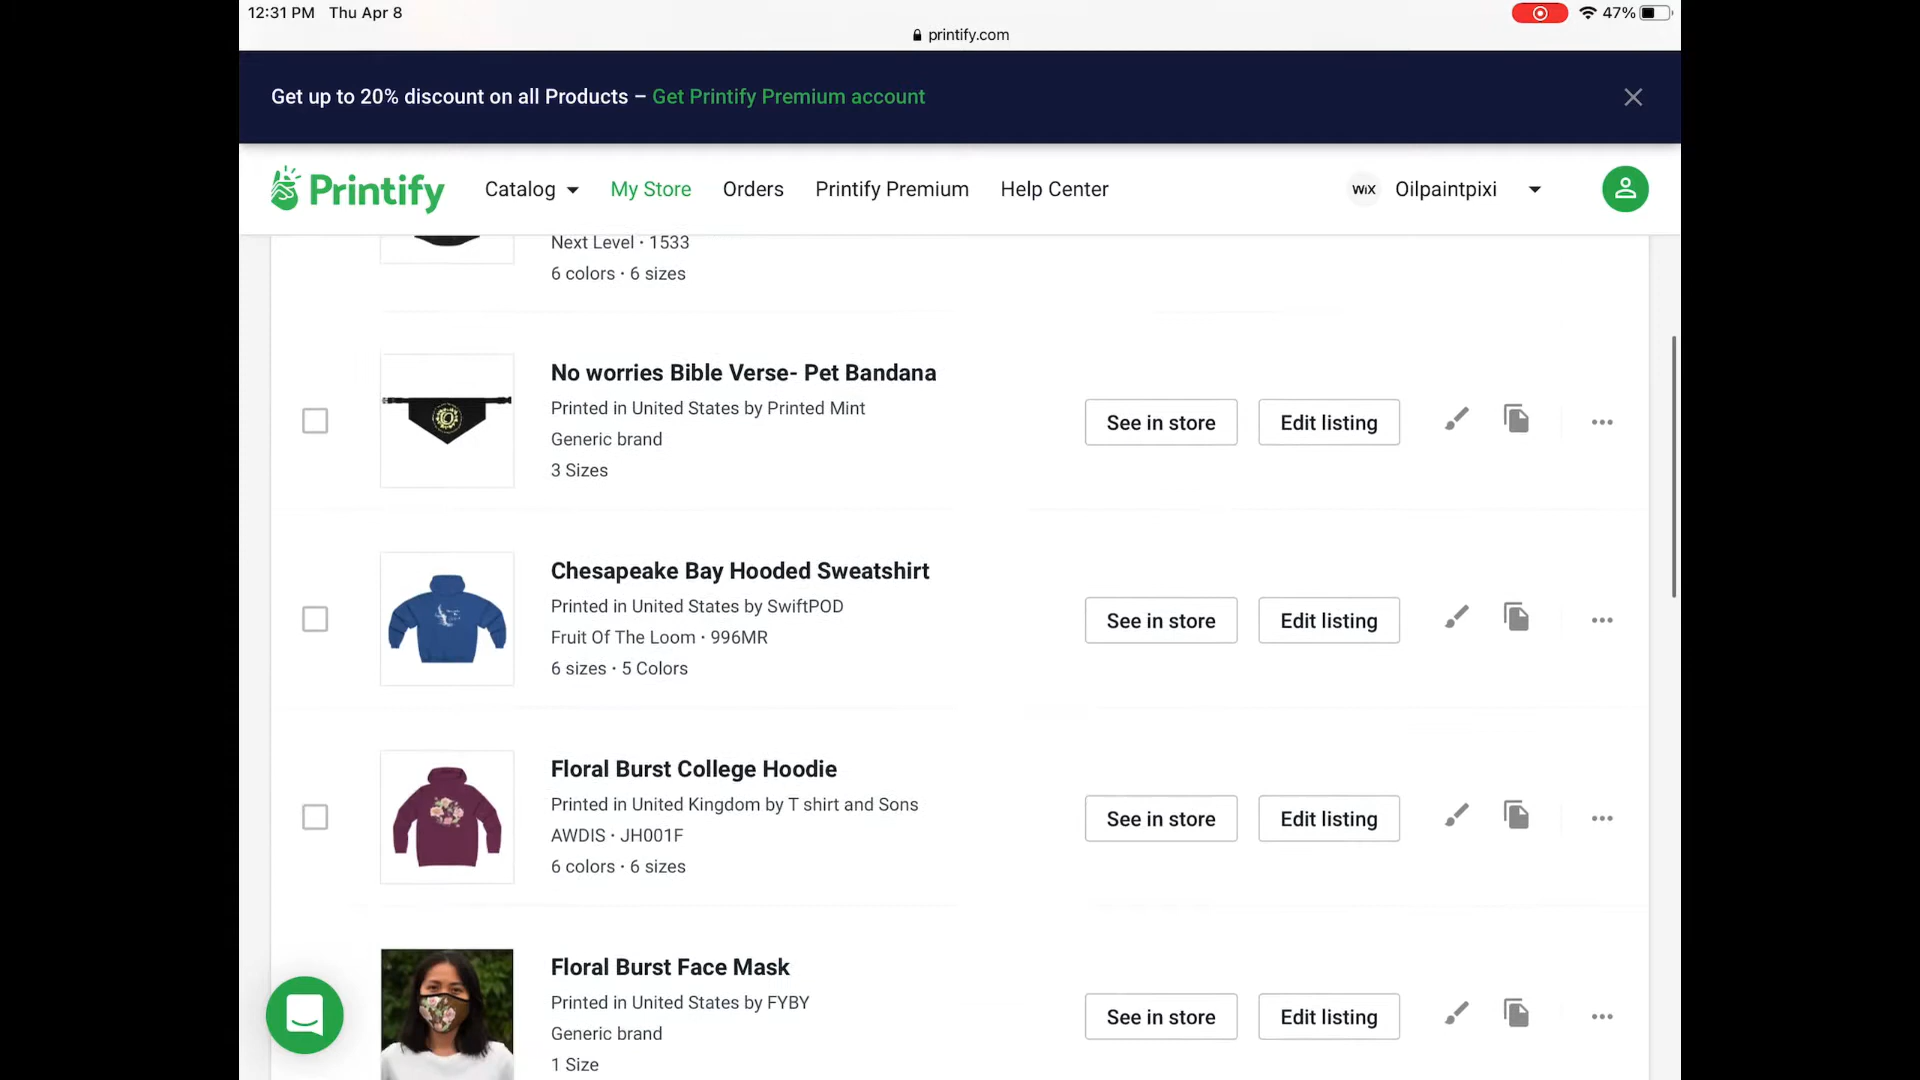 12:31 PM Thu Apr 8
47%
printify.com
Get up to 20% discount on all Products – Get Printify Premium account
Printify Catalog My Store Orders Printify Premium Help Center WiX Oilpaintpixi
Next Level · 1533
6 colors · 6 sizes
No worries Bible Verse- Pet Bandana
Printed in United States by Printed Mint
Generic brand
3 Sizes
See in store Edit listing
Chesapeake Bay Hooded Sweatshirt
Printed in United States by SwiftPOD
Fruit Of The Loom · 996MR
6 sizes · 5 Colors
See in store Edit listing
Floral Burst College Hoodie
Printed in United Kingdom by T shirt and Sons
AWDIS · JH001F
6 colors · 6 sizes
See in store Edit listing
Floral Burst Face Mask
Printed in United States by FYBY
Generic brand
1 Size
See in store Edit listing